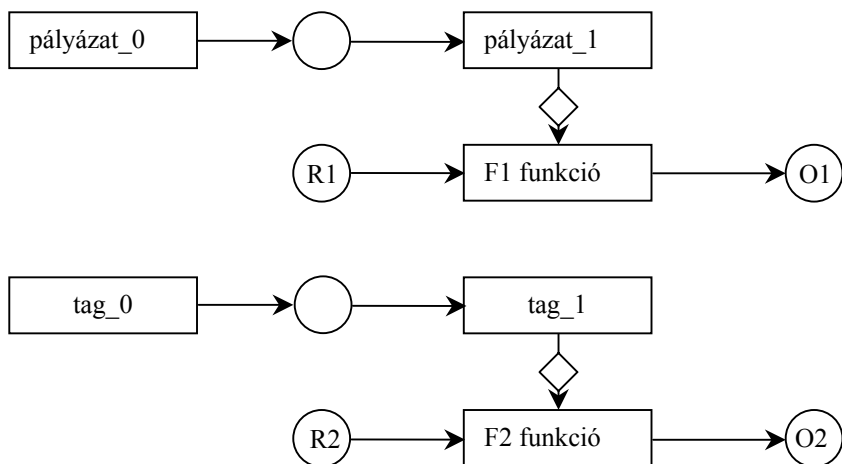 pályázat_0
pályázat_1
R1
F1 funkció
O1
tag_0
tag_1
R2
F2 funkció
O2